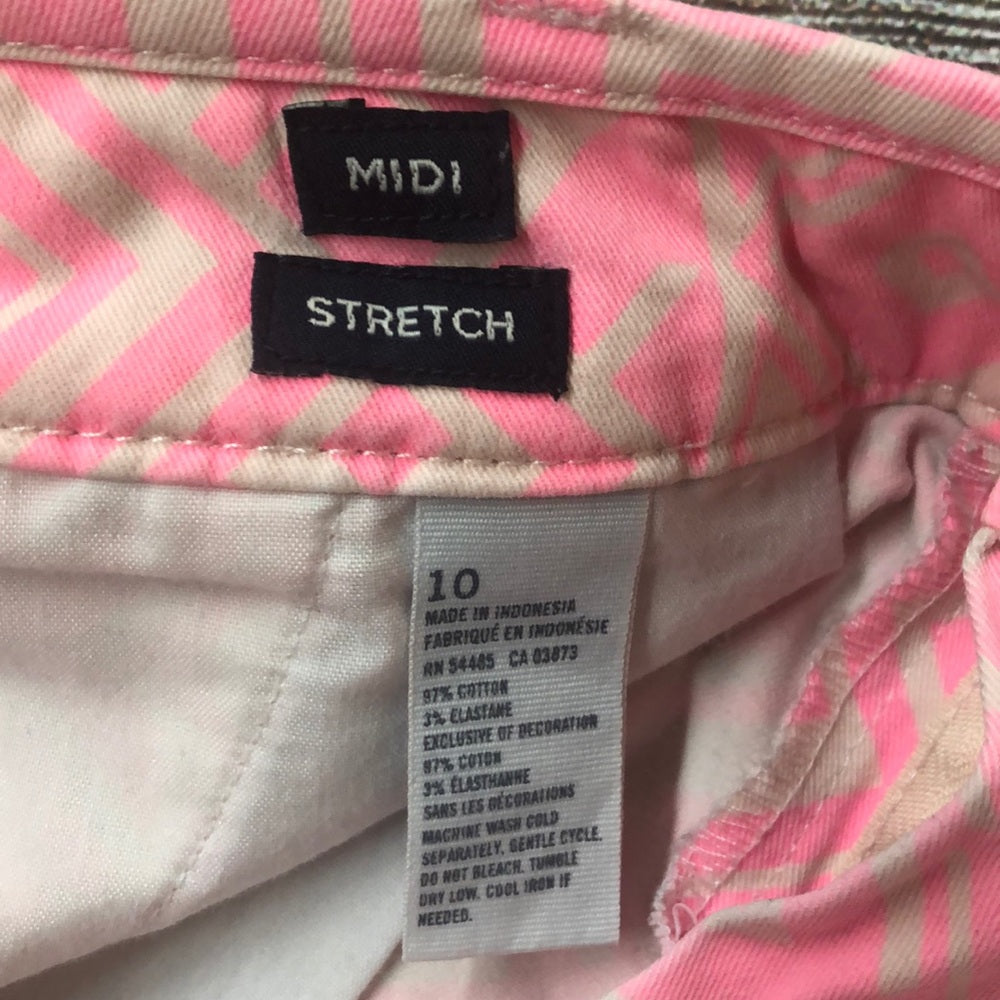 MIDI
STRETCH
10
MADE IN INDONESIA
FABRIQUÉ EN INDONÉSIE
RN 54485 CA 03873
97% COTTON
3% ELASTANE
EXCLUSIVE OF DECORATION
97% COTON
3% ÉLASTHANNE
SANS LES DÉCORATIONS
MACHINE WASH COLD
SEPARATELY, GENTLE CYCLE.
DO NOT BLEACH. TUMBLE
DRY LOW. COOL IRON IF
NEEDED.